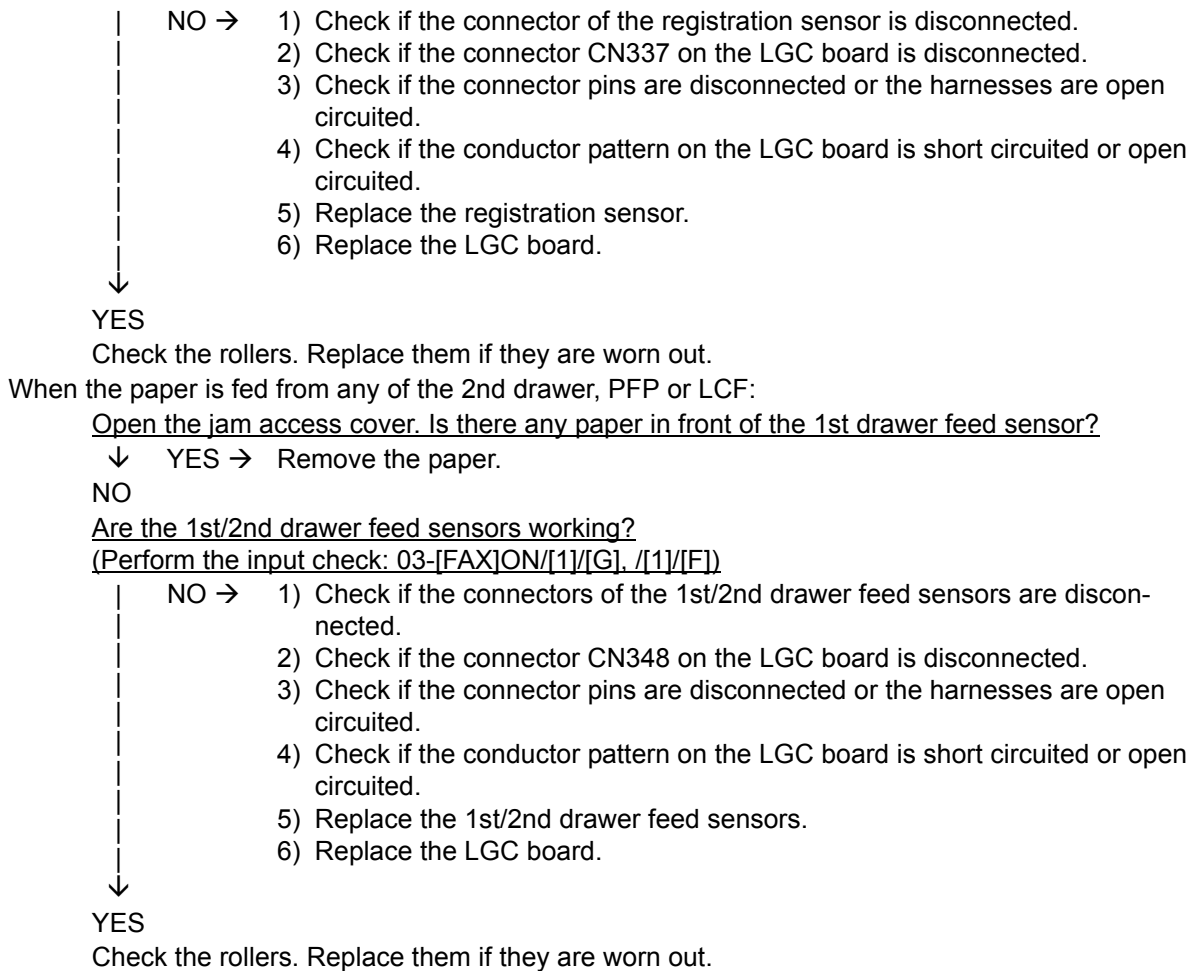 NO → 1) Check if the connector of the registration sensor is disconnected.
2) Check if the connector CN337 on the LGC board is disconnected.
3) Check if the connector pins are disconnected or the harnesses are open
circuited.
4) Check if the conductor pattern on the LGC board is short circuited or open
circuited.
5) Replace the registration sensor.
6) Replace the LGC board.
↓
YES
Check the rollers. Replace them if they are worn out.
When the paper is fed from any of the 2nd drawer, PFP or LCF:
Open the jam access cover. Is there any paper in front of the 1st drawer feed sensor?
↓ YES → Remove the paper.
NO
Are the 1st/2nd drawer feed sensors working?
(Perform the input check: 03-[FAX]ON/[1]/[G], /[1]/[F])
NO → 1) Check if the connectors of the 1st/2nd drawer feed sensors are discon-
nected.
2) Check if the connector CN348 on the LGC board is disconnected.
3) Check if the connector pins are disconnected or the harnesses are open
circuited.
4) Check if the conductor pattern on the LGC board is short circuited or open
circuited.
5) Replace the 1st/2nd drawer feed sensors.
6) Replace the LGC board.
↓
YES
Check the rollers. Replace them if they are worn out.